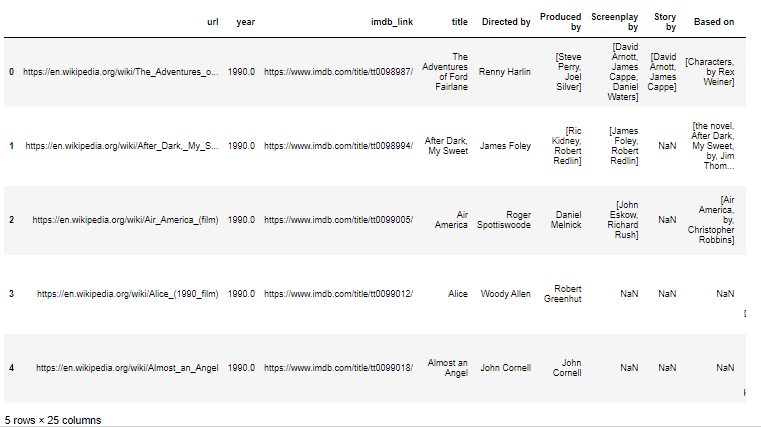 url year imdb_link title Directed by Produced by Screenplay by Story by Based on
0 https://en.wikipedia.org/wiki/The_Adventures_o... 1990.0 https://www.imdb.com/title/tt0098987/ The Adventures of Ford Fairlane Renny Harlin [Steve Perry, Joel Silver] [David Arnott, James Cappe, Daniel Waters] [David Arnott, James Cappe] [Characters, by Rex Weiner]
1 https://en.wikipedia.org/wiki/After_Dark,_My_S... 1990.0 https://www.imdb.com/title/tt0098994/ After Dark, My Sweet James Foley [Ric Kidney, Robert Redlin] [James Foley, Robert Redlin] NaN [the novel, After Dark, My Sweet, by, Jim Thom...
2 https://en.wikipedia.org/wiki/Air_America_(film) 1990.0 https://www.imdb.com/title/tt0099005/ Air America Roger Spottiswoode Daniel Melnick [John Eskow, Richard Rush] NaN [Air America, by, Christopher Robbins]
3 https://en.wikipedia.org/wiki/Alice_(1990_film) 1990.0 https://www.imdb.com/title/tt0099012/ Alice Woody Allen Robert Greenhut NaN NaN NaN
4 https://en.wikipedia.org/wiki/Almost_an_Angel 1990.0 https://www.imdb.com/title/tt0099018/ Almost an Angel John Cornell John Cornell NaN NaN NaN
5 rows × 25 columns